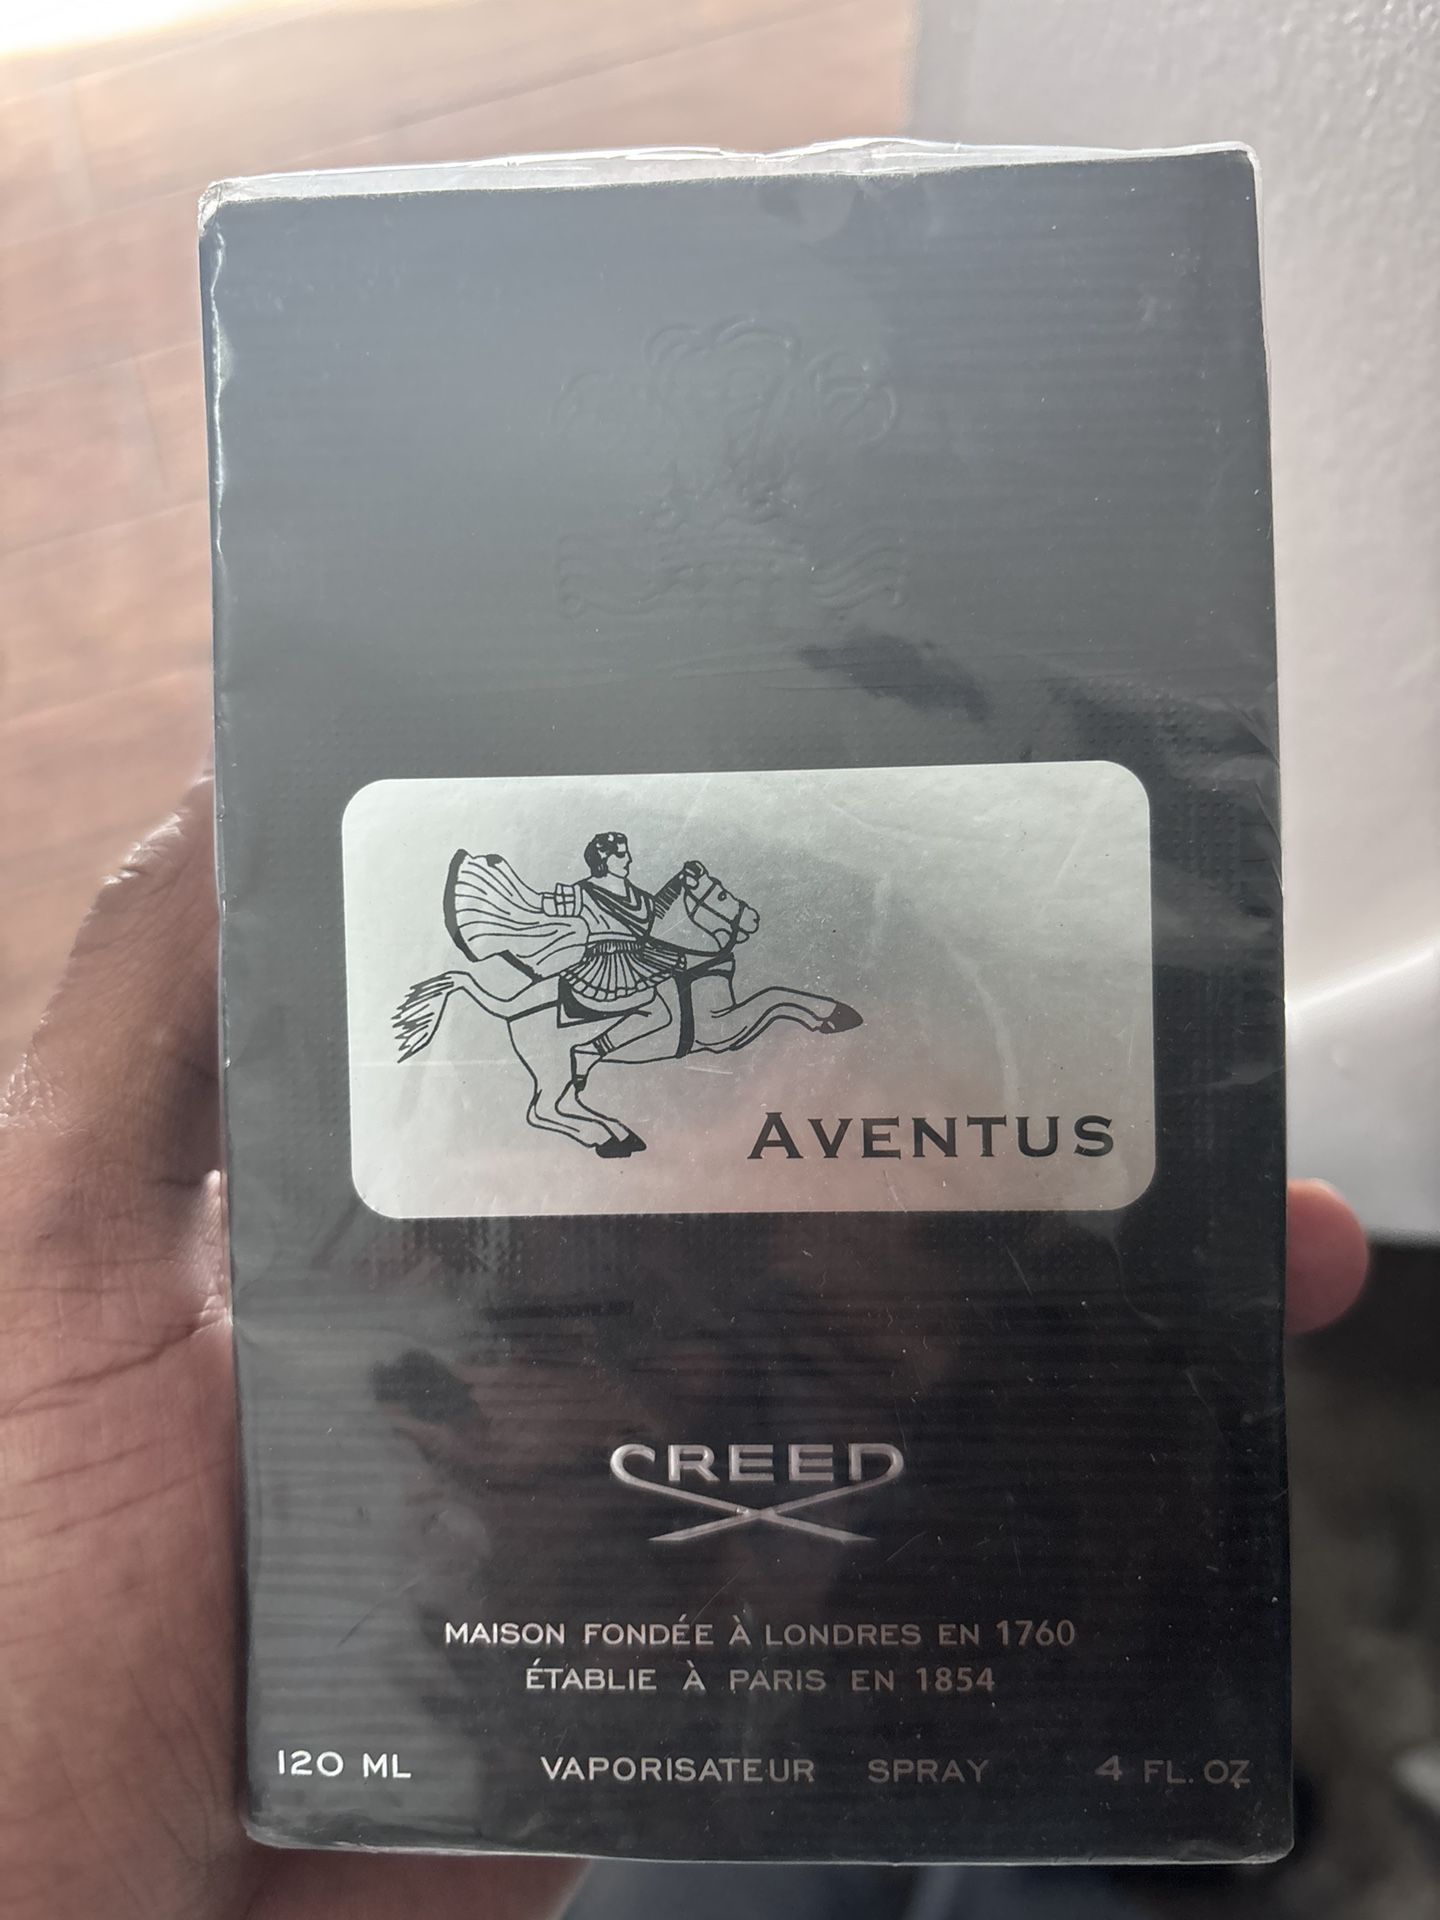 AVENTUS
CREED
MAISON FONDÉE À LONDRES EN 1760
ÉTABLIE À PARIS EN 1854
120 ML VAPORISATEUR SPRAY 4 FL. OZ